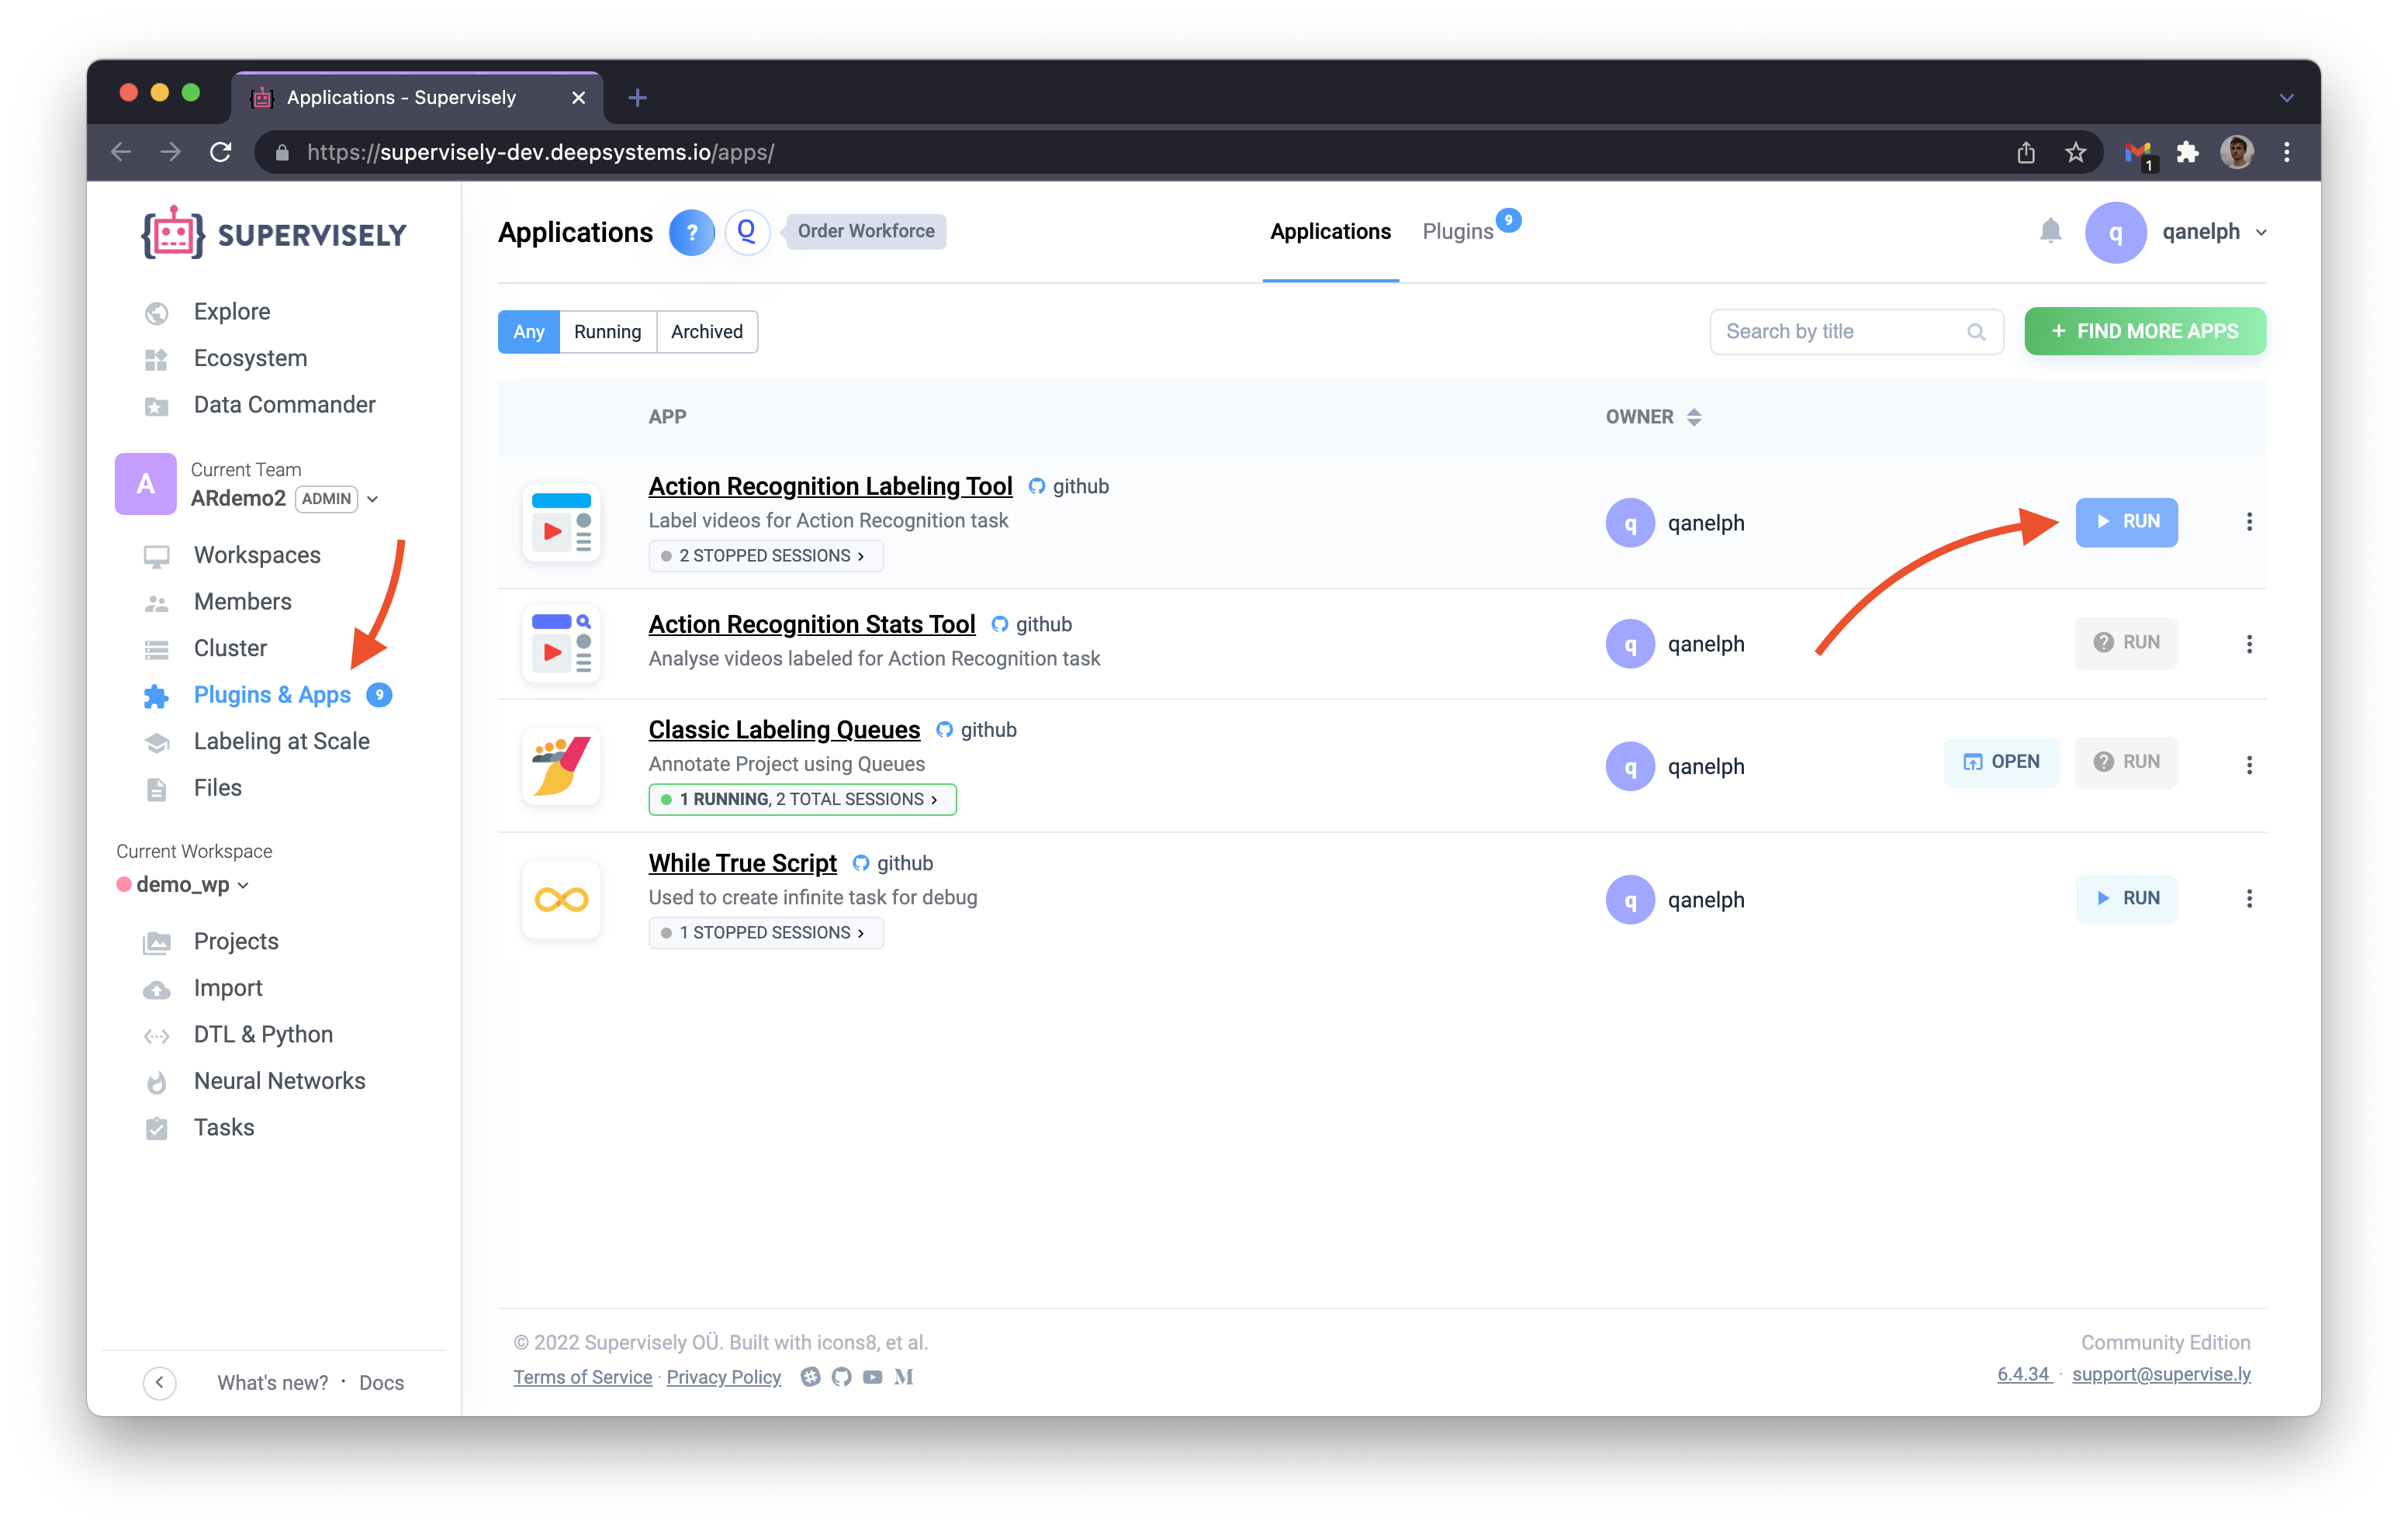 Applications - Supervisely
https://supervisely-dev.deepsystems.io/apps/
1
SUPERVISELY
Explore
Ecosystem
Data Commander
A
Current Team
ARdemo2 ADMIN
Workspaces
Members
Cluster
Plugins & Apps 9
Labeling at Scale
Files
Current Workspace
demo_wp
Projects
Import
DTL & Python
Neural Networks
Tasks
What's new? · Docs
Applications ? Q Order Workforce
Applications Plugins 9
q qanelph
Any Running Archived
Search by title
+ FIND MORE APPS
APP OWNER
Action Recognition Labeling Tool github
Label videos for Action Recognition task
2 STOPPED SESSIONS
q qanelph RUN
Action Recognition Stats Tool github
Analyse videos labeled for Action Recognition task
q qanelph ? RUN
Classic Labeling Queues github
Annotate Project using Queues
1 RUNNING, 2 TOTAL SESSIONS
q qanelph OPEN ? RUN
While True Script github
Used to create infinite task for debug
1 STOPPED SESSIONS
q qanelph RUN
© 2022 Supervisely OÜ. Built with icons8, et al.
Terms of Service · Privacy Policy
Community Edition
6.4.34 · support@supervise.ly